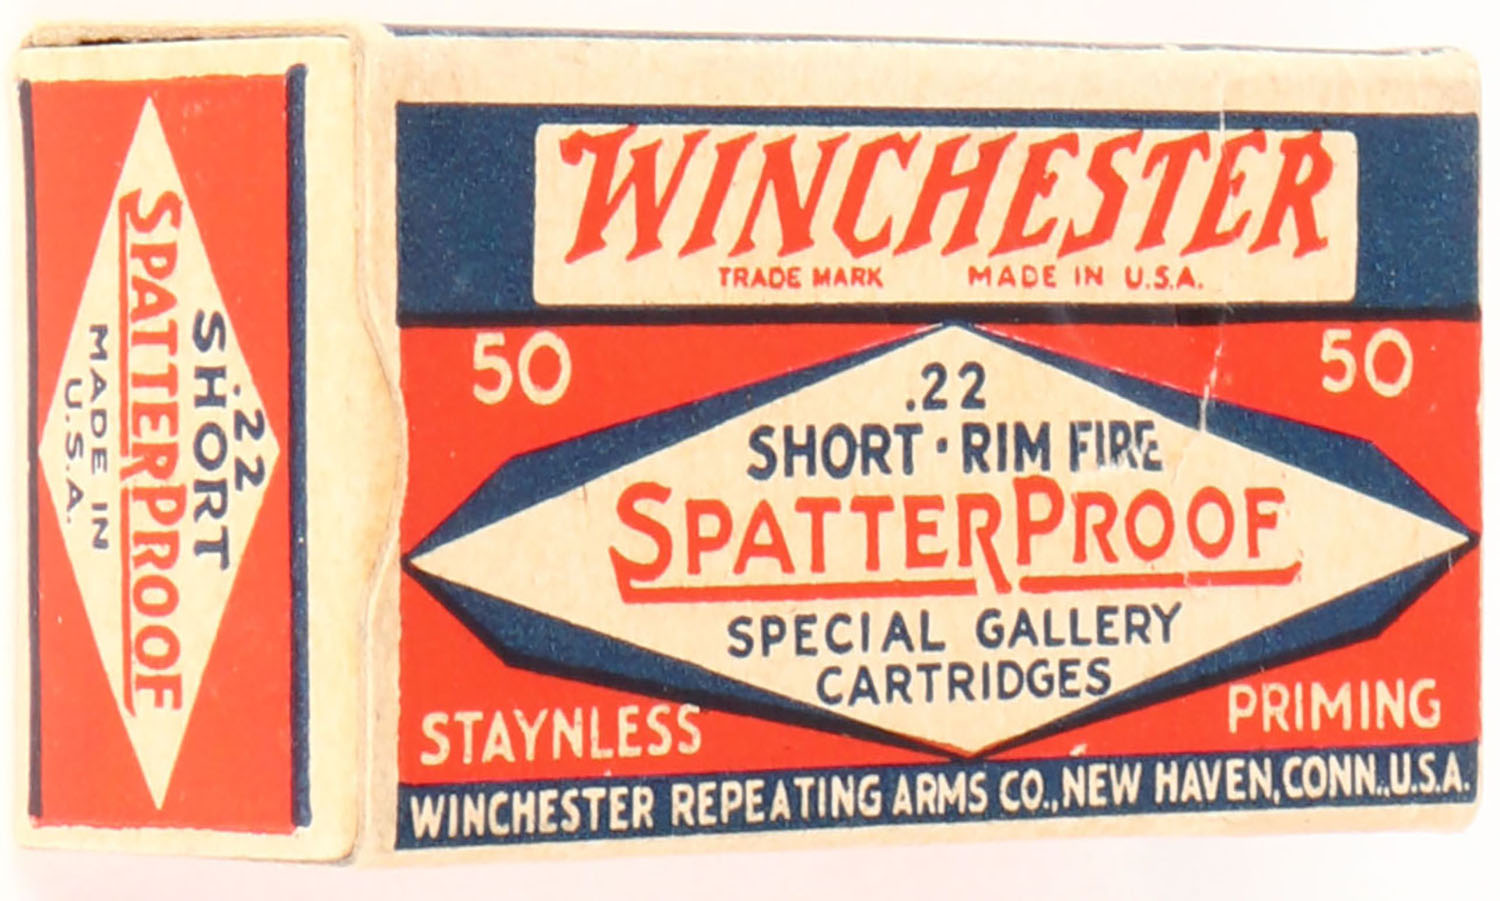 WINCHESTER
TRADE MARK MADE IN U.S.A.
50 50
.22
SHORT · RIM FIRE
SPATTERPROOF
SPECIAL GALLERY
CARTRIDGES
STAYNLESS PRIMING
WINCHESTER REPEATING ARMS CO., NEW HAVEN, CONN., U.S.A.
.22
SHORT
SPATTERPROOF
MADE IN
U.S.A.